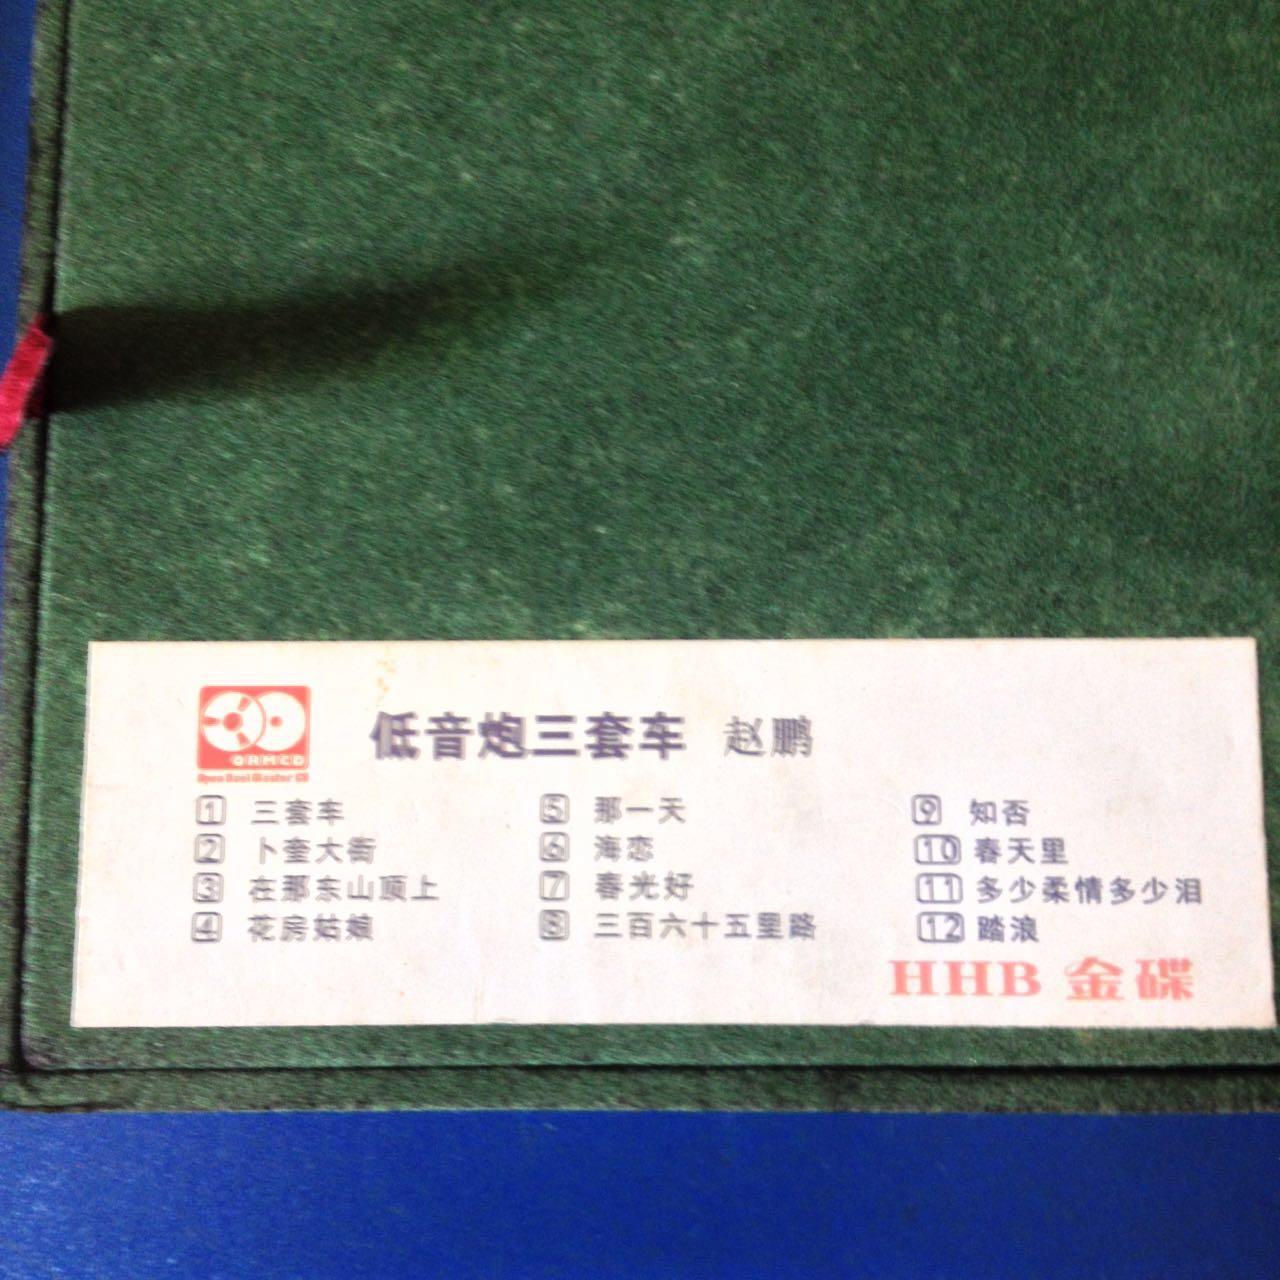 ORMCD
Open Reel Master CD
低音炮三套车 赵鹏
1 三套车
2 卜奎大街
3 在那东山顶上
4 花房姑娘
5 那一天
6 海恋
7 春光好
8 三百六十五里路
9 知否
10 春天里
11 多少柔情多少泪
12 踏浪
HHB 金碟